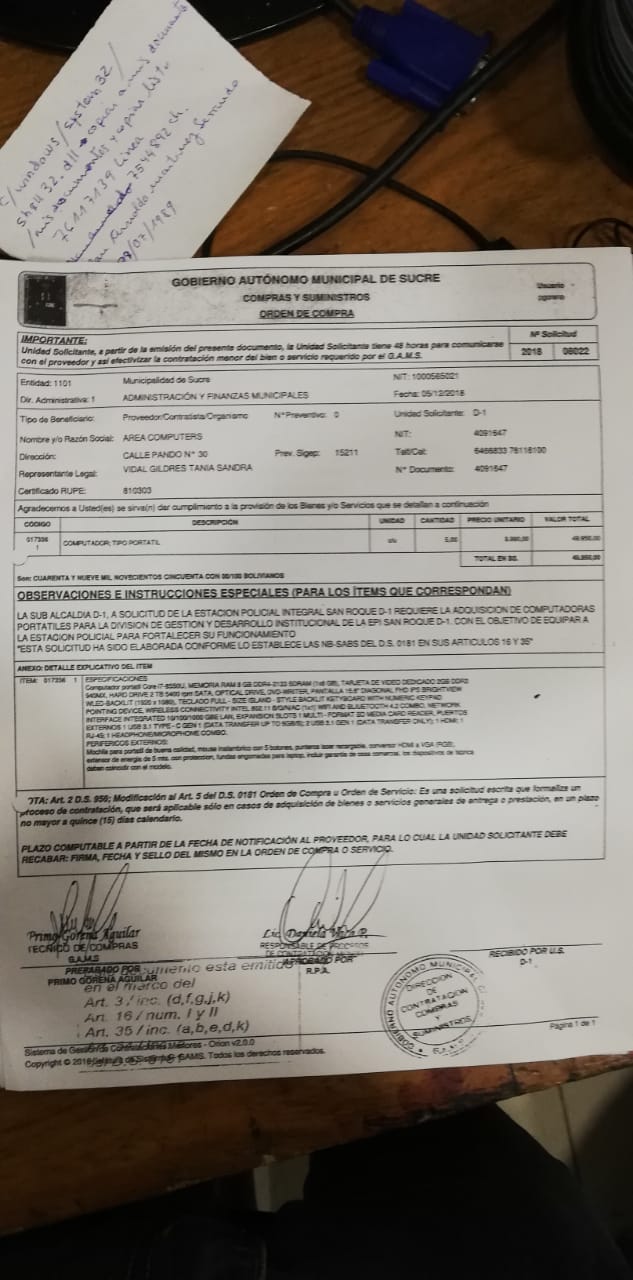 c/windows/system32/
shell32.dll copiar a mis documentos
/mis documentos y copias listo
76117139 Linea
7544892 ch.
Arnoldo martinez Serrudo
/07/1989
GOBIERNO AUTÓNOMO MUNICIPAL DE SUCRE
COMPRAS Y SUMINISTROS
ORDEN DE COMPRA
Usuario
pgorena
IMPORTANTE:
Unidad Solicitante, a partir de la emisión del presente documento, la Unidad Solicitante tiene 48 horas para comunicarse
con el proveedor y así efectivizar la contratación menor del bien o servicio requerido por el G.A.M.S.
Nº Solicitud
2018 06022
Entidad: 1101 Municipalidad de Sucre NIT: 1000565021
Dir. Administrativa: 1 ADMINISTRACIÓN Y FINANZAS MUNICIPALES Fecha: 05/12/2018
Tipo de Beneficiario: Proveedor/Contratista/Organismo NºPreventivo: 0 Unidad Solicitante: D-1
Nombre y/o Razón Social: AREA COMPUTERS NIT: 4091647
Dirección: CALLE PANDO Nº 30 Prev. Sigep: 15211 Telf/Cel: 6466833 78116100
Representante Legal: VIDAL GILDRES TANIA SANDRA Nº Documento: 4091647
Certificado RUPE: 810303
Agradecemos a Usted(es) se sirva(n) dar cumplimiento a la provisión de los Bienes y/o Servicios que se detallan a continuación
CÓDIGO DESCRIPCIÓN UNIDAD CANTIDAD PRECIO UNITARIO VALOR TOTAL
017336 1 COMPUTADOR; TIPO PORTATIL 5,00 49.950,00
TOTAL EN BS. 49.950,00
Son: CUARENTA Y NUEVE MIL NOVECIENTOS CINCUENTA CON 00/100 BOLIVIANOS
OBSERVACIONES E INSTRUCCIONES ESPECIALES (PARA LOS ÍTEMS QUE CORRESPONDAN)
LA SUB ALCALDIA D-1, A SOLICITUD DE LA ESTACION POLICIAL INTEGRAL SAN ROQUE D-1 REQUIERE LA ADQUISICION DE COMPUTADORAS
PORTATILES PARA LA DIVISION DE GESTION Y DESARROLLO INSTITUCIONAL DE LA EPI SAN ROQUE D-1. CON EL OBJETIVO DE EQUIPAR A
LA ESTACION POLICIAL PARA FORTALECER SU FUNCIONAMIENTO
"ESTA SOLICITUD HA SIDO ELABORADA CONFORME LO ESTABLECE LAS NB-SABS DEL D.S. 0181 EN SUS ARTICULOS 16 Y 35"
ANEXO: DETALLE EXPLICATIVO DEL ITEM
ITEM: 017336 1 ESPECIFICACIONES
Computador portatil Core i7-8550U, MEMORIA RAM 8 GB DDR4-2133 SDRAM (1x8 GB), TARJETA DE VIDEO DEDICADO 2GB DDR5
940MX, HARD DRIVE 2 TB 5400 rpm SATA, OPTICAL DRIVE, DVD-WRITER, PANTALLA 15.6" DIAGONAL FHD IPS BRIGHTVIEW
WLED-BACKLIT (1920 x 1080), TECLADO FULL - SIZE ISLAND - STYLE BACKLIT KEYBOARD WITH NUMERIC KEYPAD
POINTING DEVICE, WIRELESS CONNECTIVITY INTEL 802.11 B/G/N/AC (1x1) WIFI AND BLUETOOTH 4.2 COMBO, NETWORK
INTERFACE INTEGRATED 10/100/1000 GBE LAN, EXPANSION SLOTS 1 MULTI - FORMAT SD MEDIA CARD READER, PUERTOS
EXTERNOS 1 USB 3.1 TYPE - C GEN 1 (DATA TRANSFER UP TO 5GB/S); 2 USB 3.1 GEN 1 (DATA TRANSFER ONLY); 1 HDMI; 1
RJ-45; 1 HEADPHONE/MICROPHONE COMBO.
PERIFERICOS EXTERNOS:
Mochila para portatil de buena calidad, mouse inalambrico con 5 botones, punteros laser recargable, conversor HDMI a VGA (RGB),
extensor de energia de 5 mts. con proteccion, fundas engomadas para laptop, incluir garantia de casa comercial, los dispositivos de fabrica
deben coincidir con el modelo.
NOTA: Art. 2 D.S. 956; Modificación al Art. 5 del D.S. 0181 Orden de Compra u Orden de Servicio: Es una solicitud escrita que formaliza un
proceso de contratación, que será aplicable sólo en casos de adquisición de bienes o servicios generales de entrega o prestación, en un plazo
no mayor a quince (15) días calendario.
PLAZO COMPUTABLE A PARTIR DE LA FECHA DE NOTIFICACIÓN AL PROVEEDOR, PARA LO CUAL LA UNIDAD SOLICITANTE DEBE
RECABAR: FIRMA, FECHA Y SELLO DEL MISMO EN LA ORDEN DE COMPRA O SERVICIO.
Primo Gorena Aguilar
TECNICO DE COMPRAS
G.A.M.S.
PREPARADO POR
PRIMO GORENA AGUILAR
Lic. Daniela
RESPONSABLE DE PROCESOS
DE CONTRATACION
APROBADO POR
R.P.A.
RECIBIDO POR U.S.
D-1
documento esta emitido
en el marco del
Art. 3 / inc. (d,f,g,j,k)
Art. 16 / num. I y II
Art. 35 / inc. (a,b,e,d,k)
GOBIERNO AUTONOMO MUNICIPAL
DIRECCION
DE
CONTRATACION
COMPRAS
Y
SUMINISTROS
Sistema de Gestión de Contrataciones Menores - Orion v2.0.0
Copyright © 2016 Jefatura de Sistemas - GAMS. Todos los derechos reservados.
Página 1 de 1